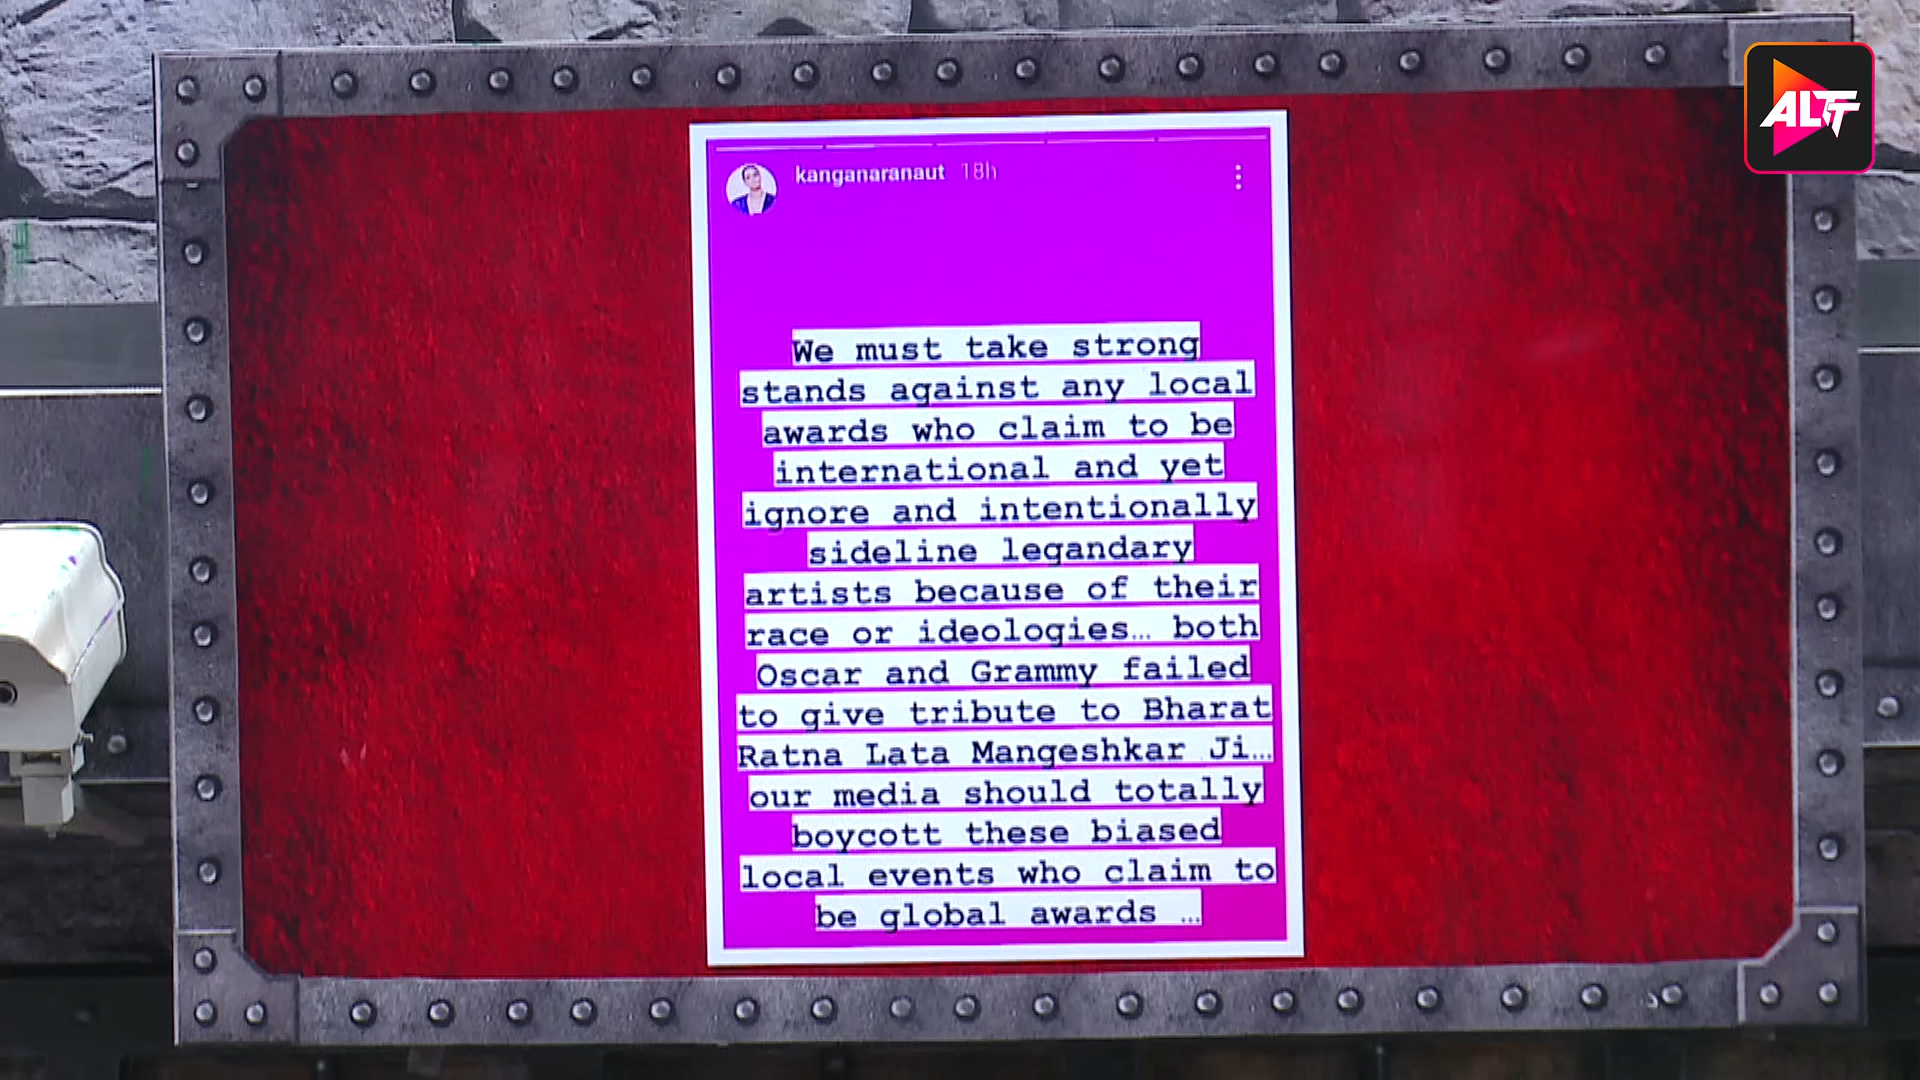 ALTT
kanganaranaut 18h
We must take strong
stands against any local
awards who claim to be
international and yet
ignore and intentionally
sideline legandary
artists because of their
race or ideologies... both
Oscar and Grammy failed
to give tribute to Bharat
Ratna Lata Mangeshkar Ji...
our media should totally
boycott these biased
local events who claim to
be global awards ...